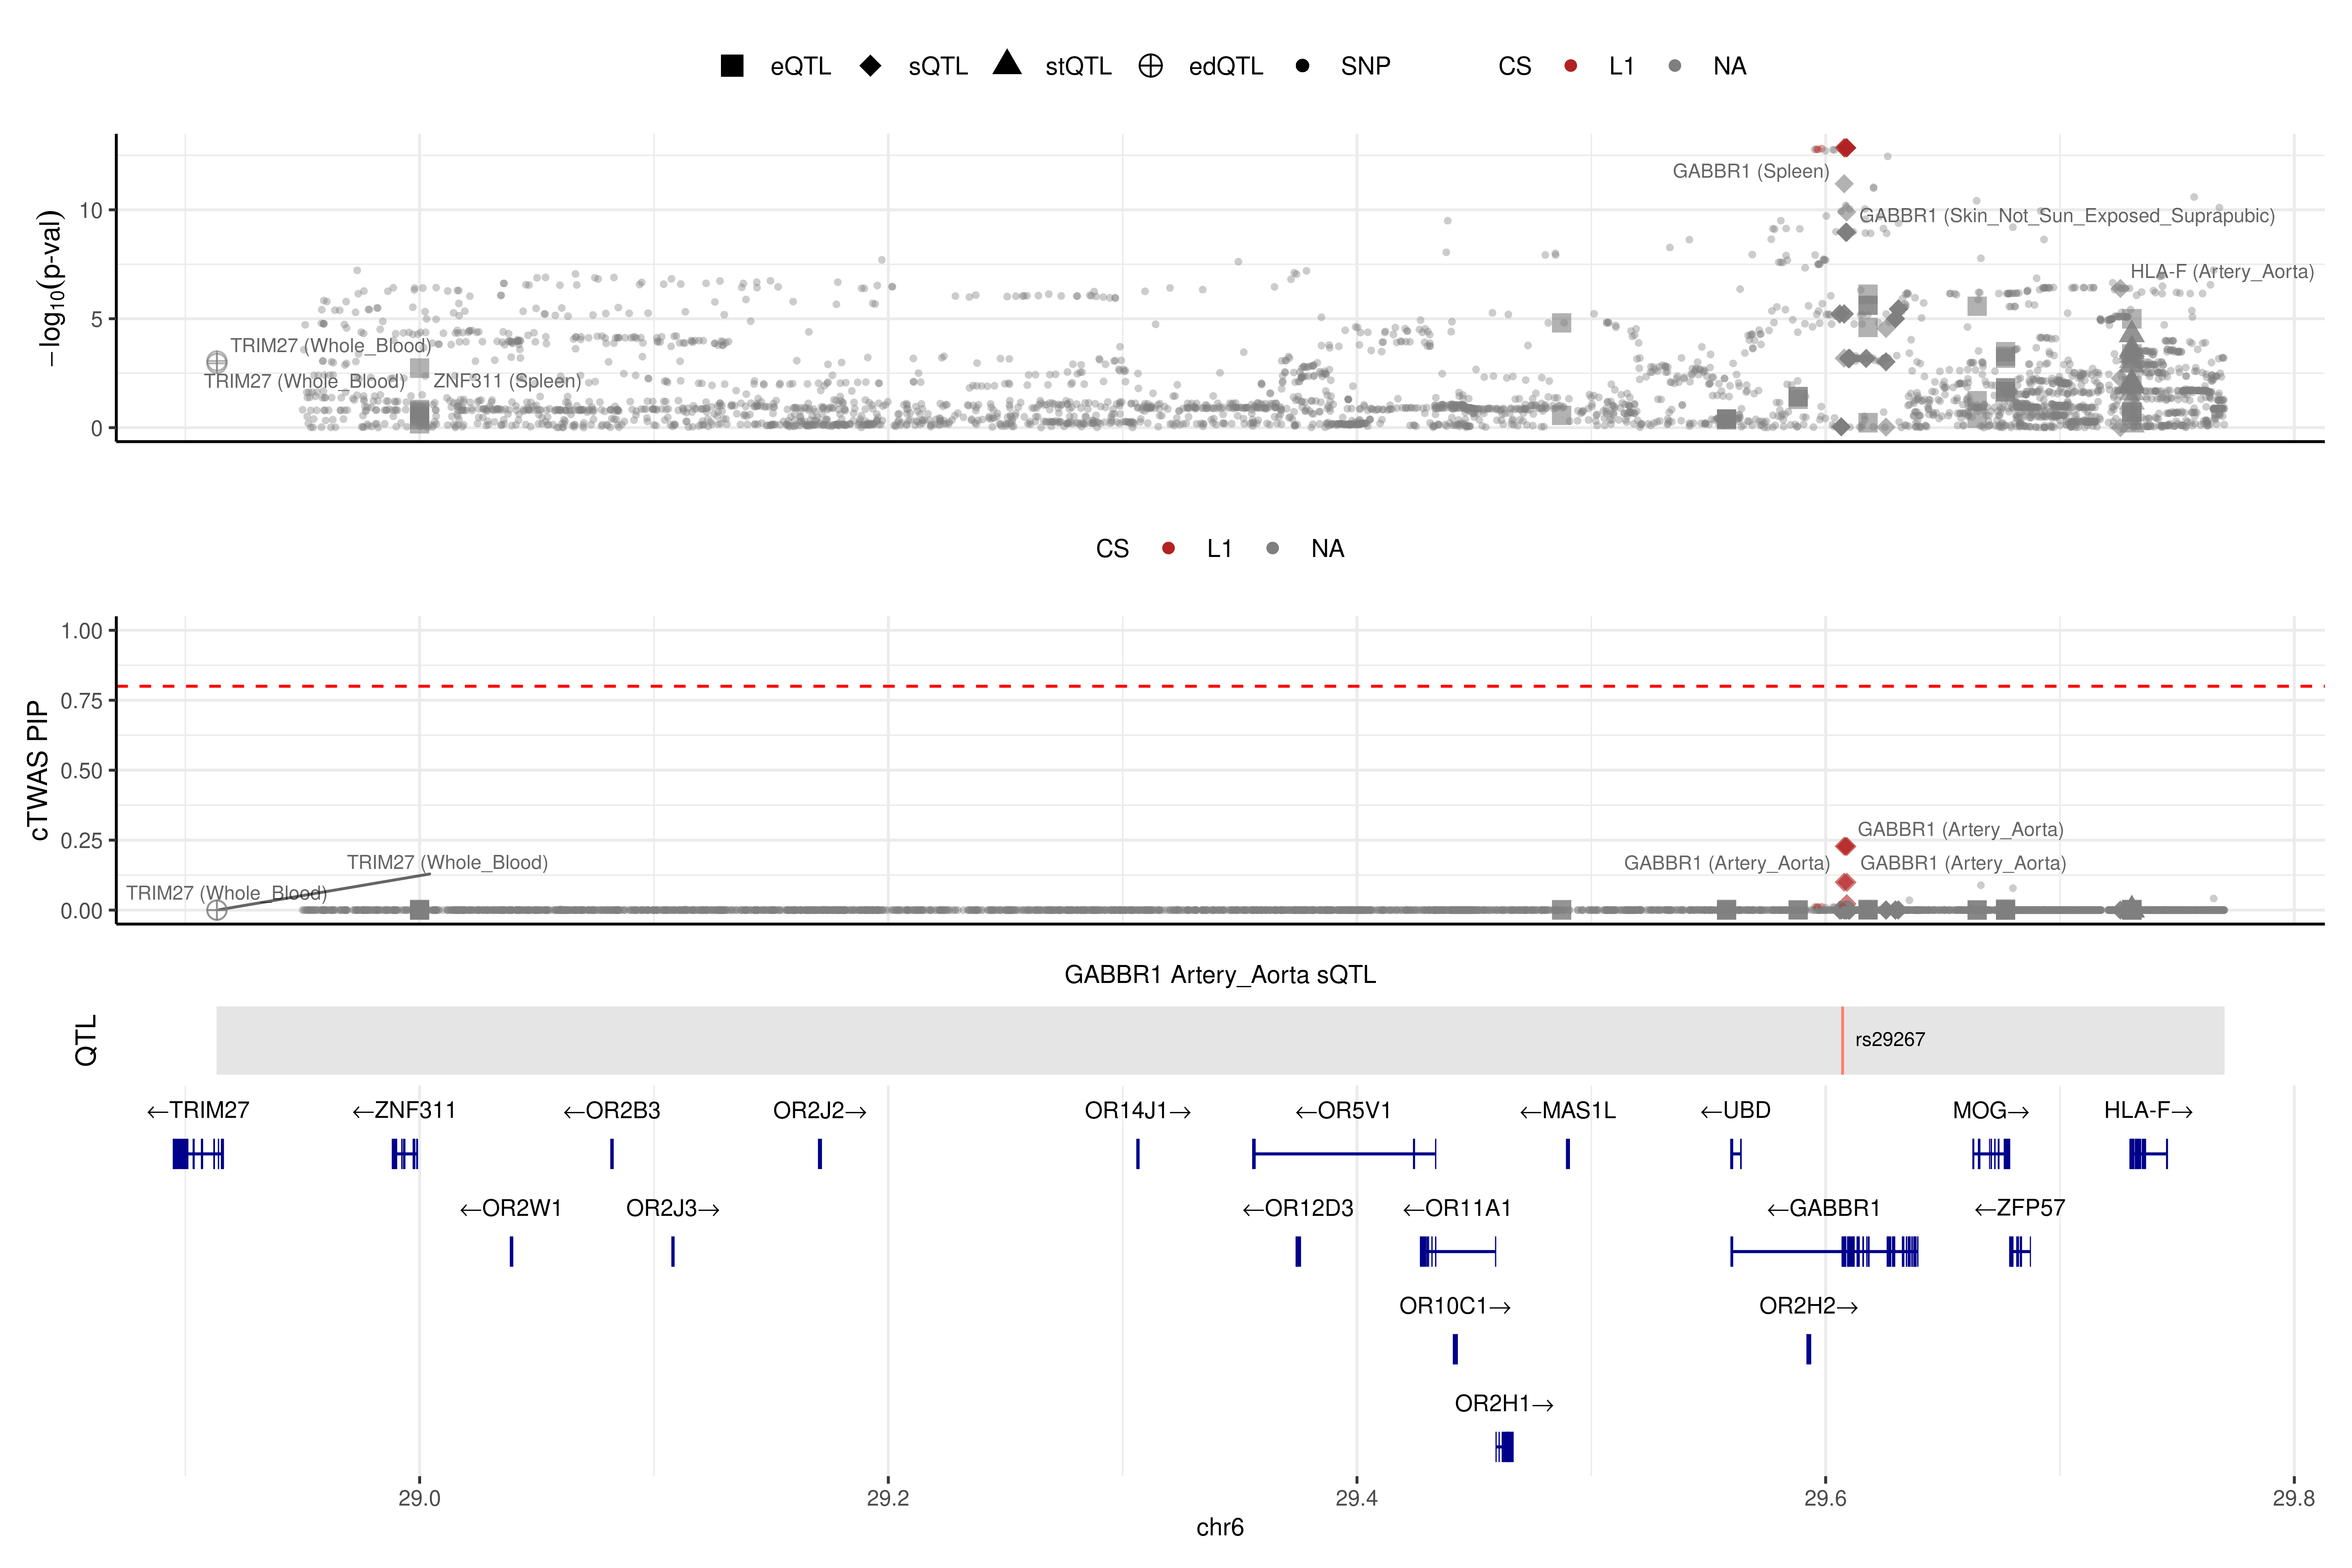 eQTL sQTL stQTL edQTL SNP CS L1 NA
−log10(p-val)
10
5
0
GABBR1 (Spleen)
GABBR1 (Skin_Not_Sun_Exposed_Suprapubic)
HLA-F (Artery_Aorta)
TRIM27 (Whole_Blood)
TRIM27 (Whole_Blood)
ZNF311 (Spleen)
CS L1 NA
cTWAS PIP
1.00
0.75
0.50
0.25
0.00
GABBR1 (Artery_Aorta)
GABBR1 (Artery_Aorta)
GABBR1 (Artery_Aorta)
TRIM27 (Whole_Blood)
TRIM27 (Whole_Blood)
GABBR1 Artery_Aorta sQTL
QTL
rs29267
←TRIM27 ←ZNF311 ←OR2B3 OR2J2→ OR14J1→ ←OR5V1 ←MAS1L ←UBD MOG→ HLA-F→
←OR2W1 OR2J3→ ←OR12D3 ←OR11A1 ←GABBR1 ←ZFP57
OR10C1→ OR2H2→
OR2H1→
29.0 29.2 29.4 29.6 29.8
chr6